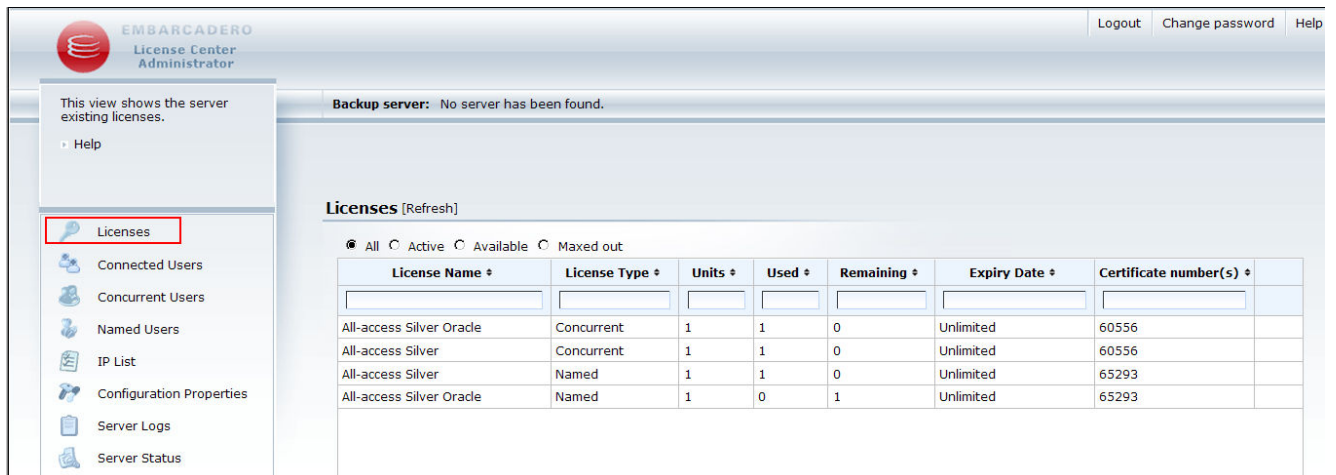 EMBARCADERO
License Center
Administrator
Logout Change password Help
This view shows the server
existing licenses.
Help
Backup server: No server has been found.
Licenses
Connected Users
Concurrent Users
Named Users
IP List
Configuration Properties
Server Logs
Server Status
Licenses [Refresh]
All Active Available Maxed out
License Name License Type Units Used Remaining Expiry Date Certificate number(s)
All-access Silver Oracle Concurrent 1 1 0 Unlimited 60556
All-access Silver Concurrent 1 1 0 Unlimited 60556
All-access Silver Named 1 1 0 Unlimited 65293
All-access Silver Oracle Named 1 0 1 Unlimited 65293